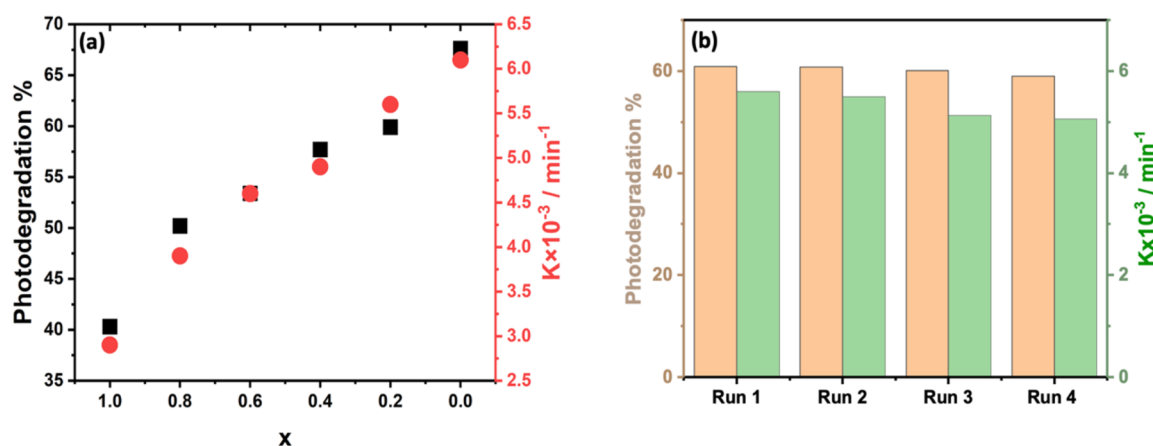 (a)
Photodegradation %
70
65
60
55
50
45
40
35
6.5
6.0
5.5
5.0
4.5
4.0
3.5
3.0
2.5
K×10⁻³ / min⁻¹
1.0 0.8 0.6 0.4 0.2 0.0
x
(b)
Photodegradation %
60
40
20
0
6
4
2
0
Kx10⁻³ / min⁻¹
Run 1 Run 2 Run 3 Run 4